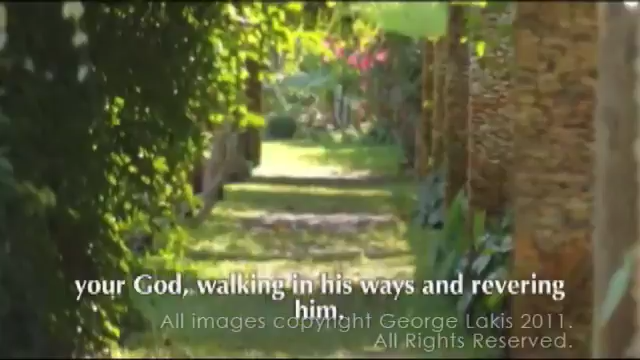 your God, walking in his ways and revering
him.
All images copyright George Lakis 2011.
All Rights Reserved.